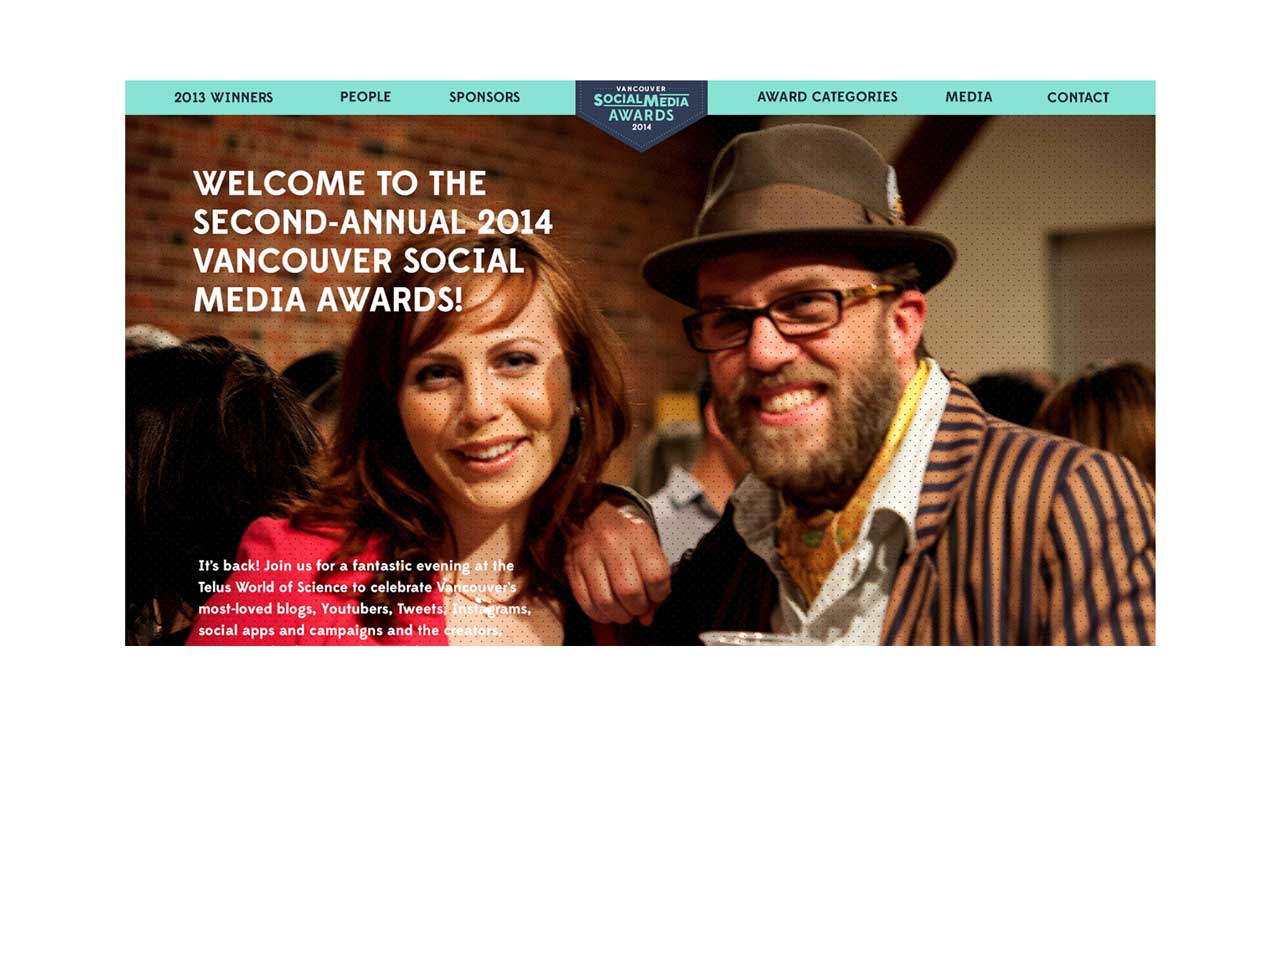 2013 WINNERS
PEOPLE
SPONSORS
VANCOUVER
SOCIAL MEDIA
AWARDS
2014
AWARD CATEGORIES
MEDIA
CONTACT
WELCOME TO THE
SECOND-ANNUAL 2014
VANCOUVER SOCIAL
MEDIA AWARDS!
It's back! Join us for a fantastic evening at the
Telus World of Science to celebrate Vancouver's
most-loved blogs, Youtubers, Tweets, Instagrams,
social apps and campaigns and the creators.